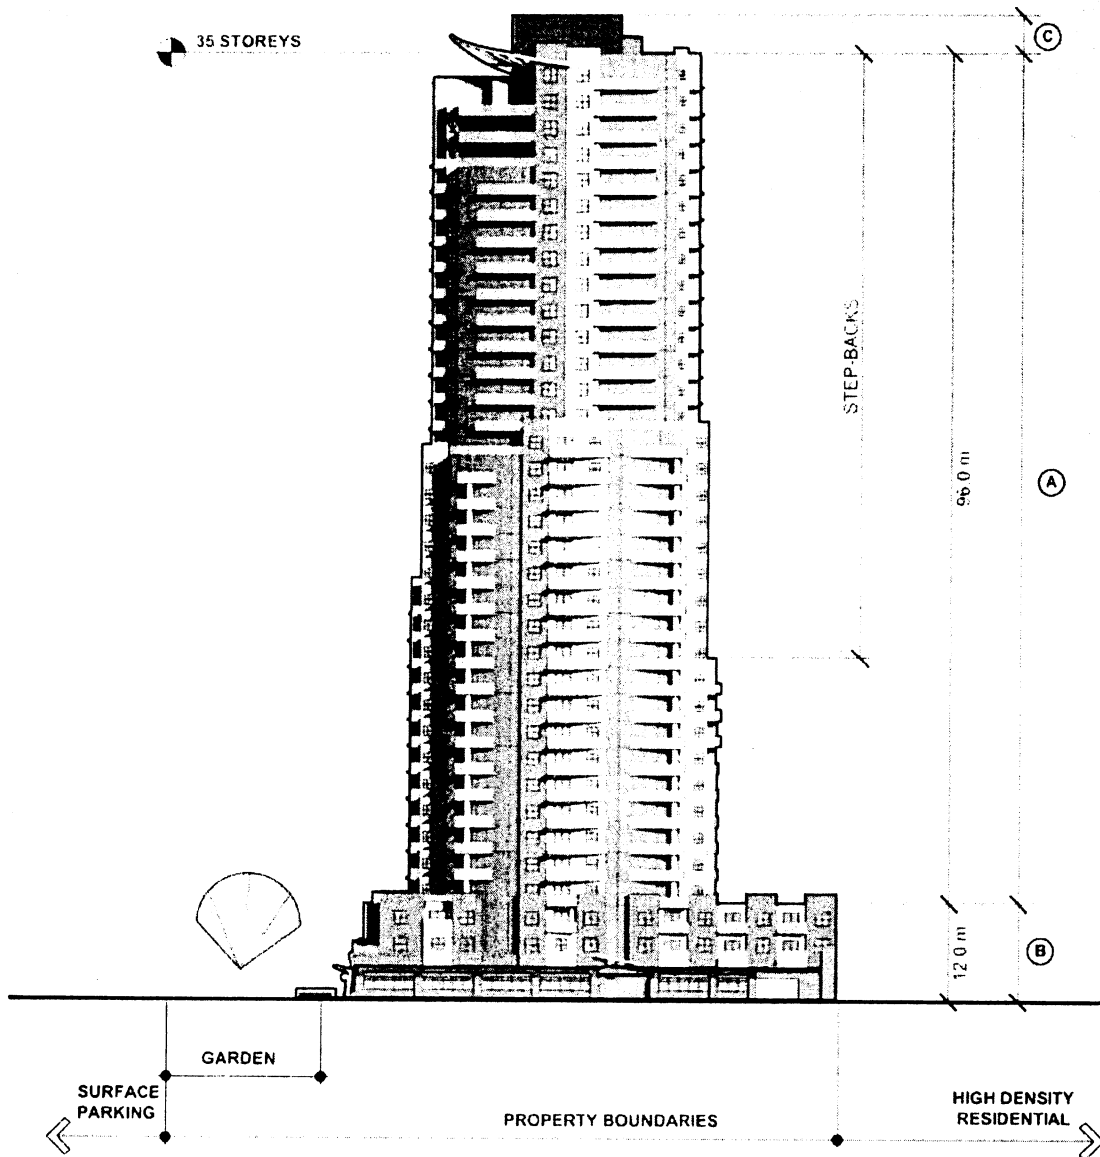 35 STOREYS
C
STEP-BACKS
96.0 m
A
12.0 m
B
GARDEN
SURFACE
PARKING
PROPERTY BOUNDARIES
HIGH DENSITY
RESIDENTIAL